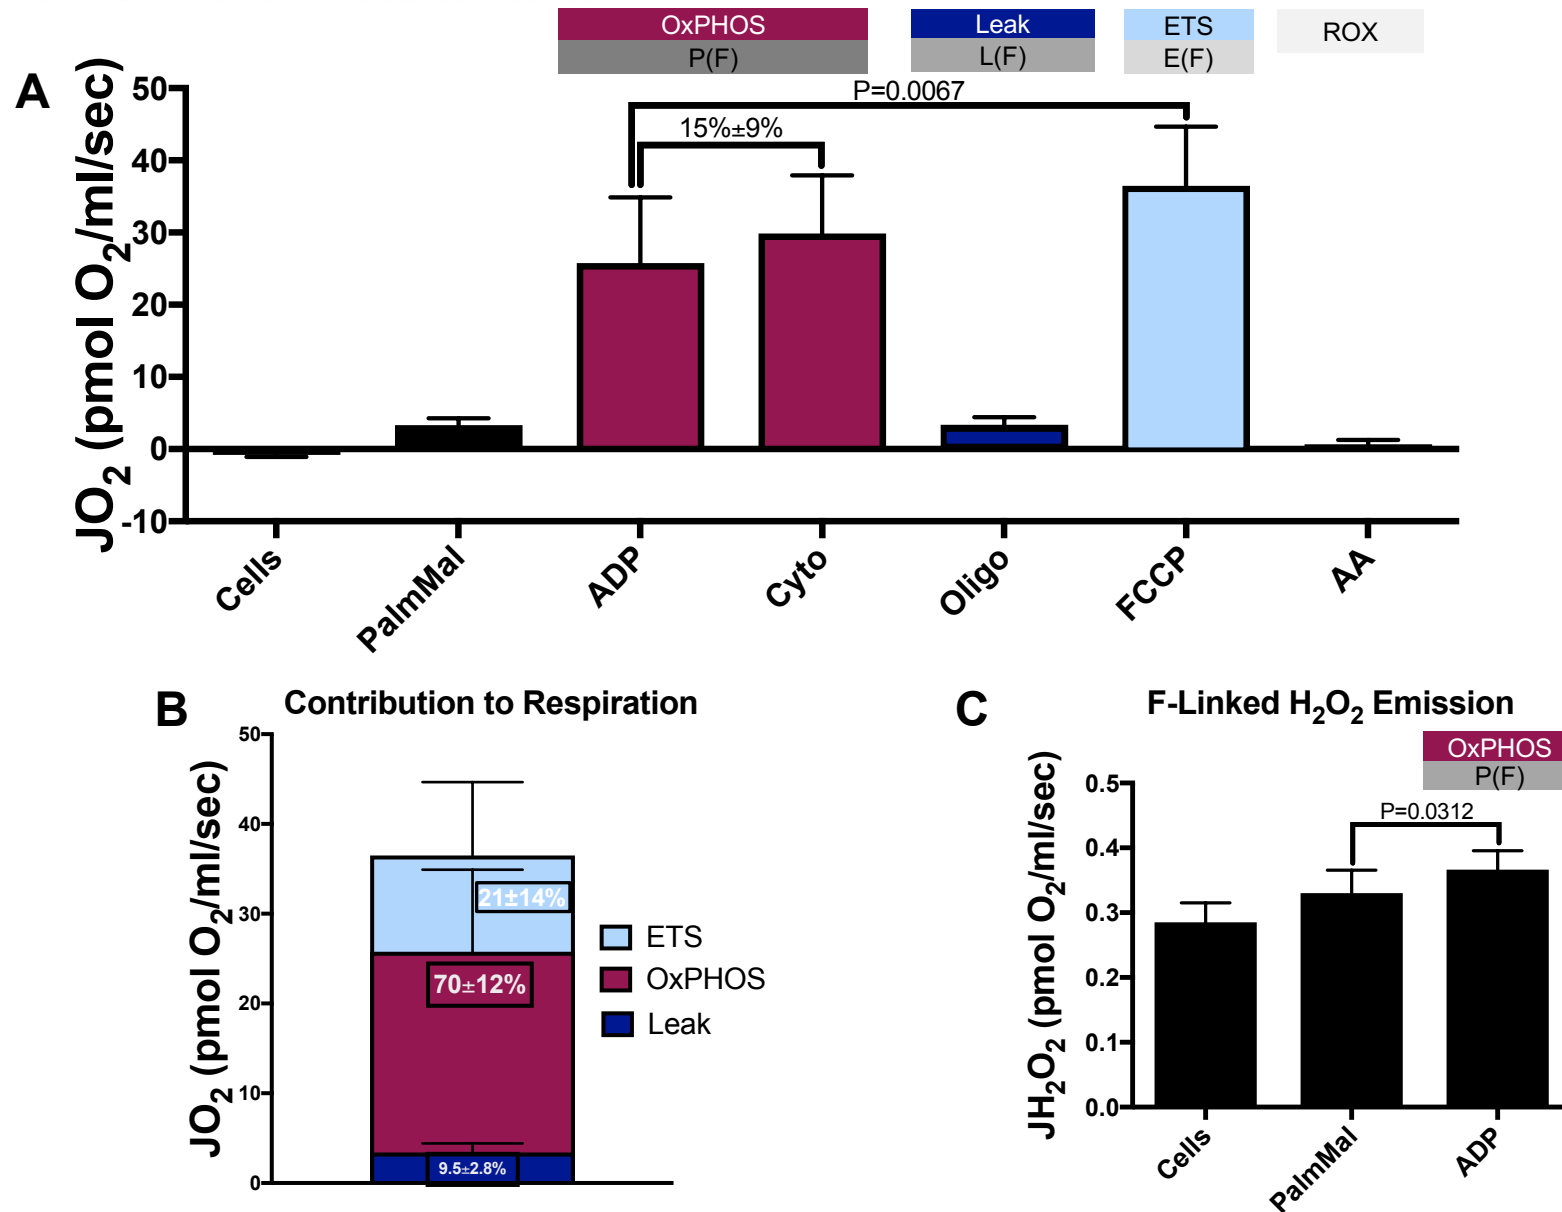 OxPHOS
P(F)
Leak
L(F)
ETS
E(F)
ROX
A
P=0.0067
15%±9%
JO2 (pmol O2/ml/sec)
50
40
30
20
10
0
-10
Cells
PalmMal
ADP
Cyto
Oligo
FCCP
AA
B
Contribution to Respiration
JO2 (pmol O2/ml/sec)
50
40
30
20
10
0
21±14%
70±12%
9.5±2.8%
ETS
OxPHOS
Leak
C
F-Linked H2O2 Emission
OxPHOS
P(F)
P=0.0312
JH2O2 (pmol O2/ml/sec)
0.5
0.4
0.3
0.2
0.1
0.0
Cells
PalmMal
ADP